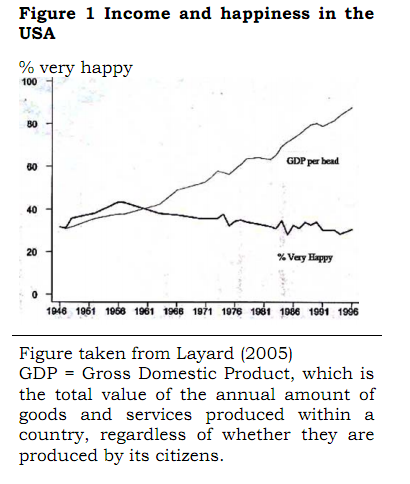 Figure 1 Income and happiness in the
USA
% very happy
100
80
60
40
20
0
GDP per head
% Very Happy
1946 1951 1956 1961 1966 1971 1976 1981 1986 1991 1996
Figure taken from Layard (2005)
GDP = Gross Domestic Product, which is
the total value of the annual amount of
goods and services produced within a
country, regardless of whether they are
produced by its citizens.